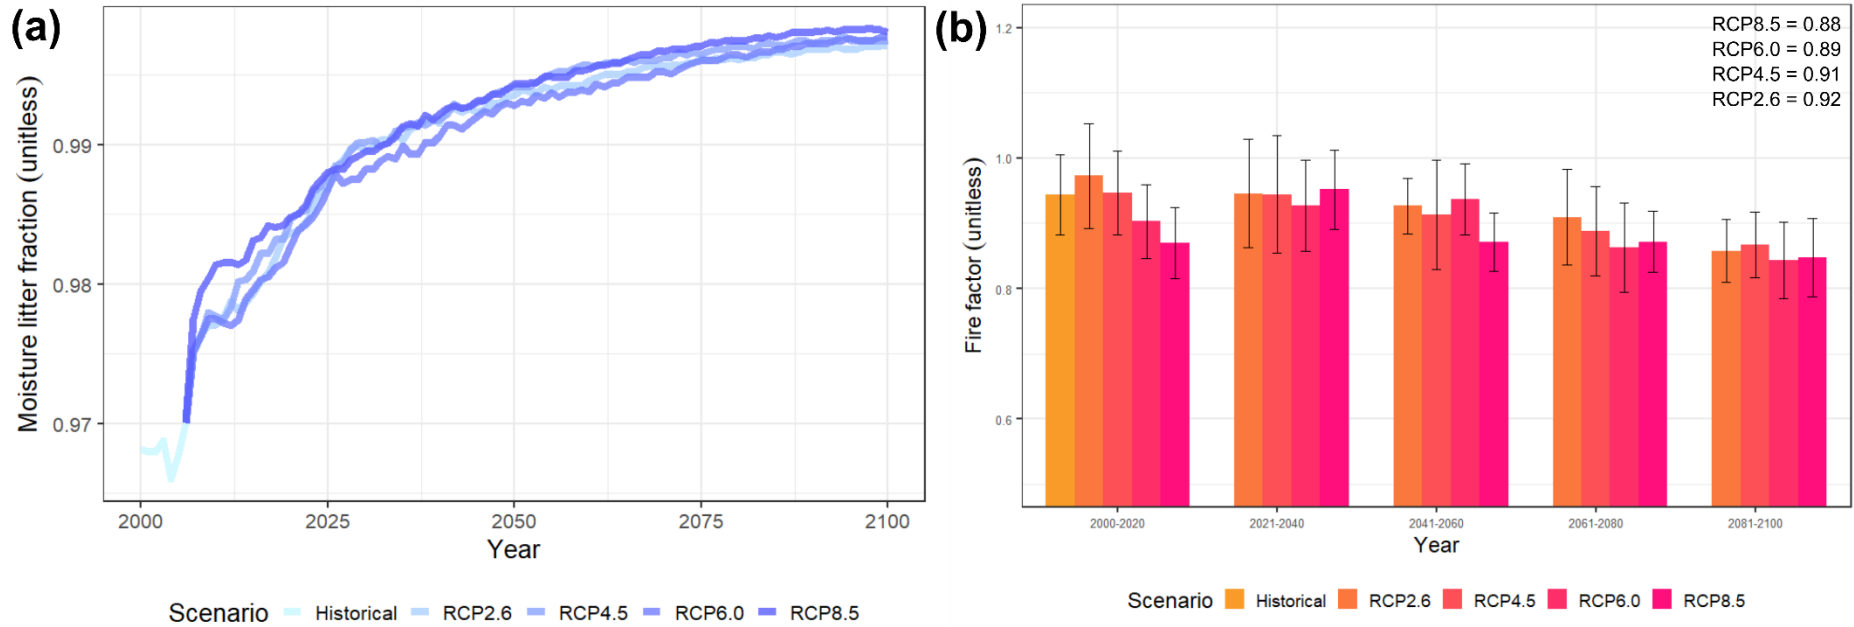 (a)
Moisture litter fraction (unitless)
0.99
0.98
0.97
2000 2025 2050 2075 2100
Year
Scenario Historical RCP2.6 RCP4.5 RCP6.0 RCP8.5
(b)
RCP8.5 = 0.88
RCP6.0 = 0.89
RCP4.5 = 0.91
RCP2.6 = 0.92
Fire factor (unitless)
1.2
1.0
0.8
0.6
2000-2020 2021-2040 2041-2060 2061-2080 2081-2100
Year
Scenario Historical RCP2.6 RCP4.5 RCP6.0 RCP8.5